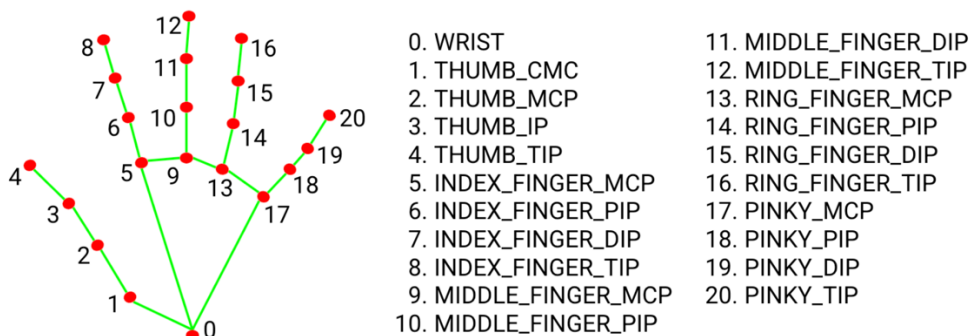 12
8
16
11
7
15
10
20
6
14
19
4
5
9
13
18
3
17
2
1
0
0. WRIST
1. THUMB_CMC
2. THUMB_MCP
3. THUMB_IP
4. THUMB_TIP
5. INDEX_FINGER_MCP
6. INDEX_FINGER_PIP
7. INDEX_FINGER_DIP
8. INDEX_FINGER_TIP
9. MIDDLE_FINGER_MCP
10. MIDDLE_FINGER_PIP
11. MIDDLE_FINGER_DIP
12. MIDDLE_FINGER_TIP
13. RING_FINGER_MCP
14. RING_FINGER_PIP
15. RING_FINGER_DIP
16. RING_FINGER_TIP
17. PINKY_MCP
18. PINKY_PIP
19. PINKY_DIP
20. PINKY_TIP